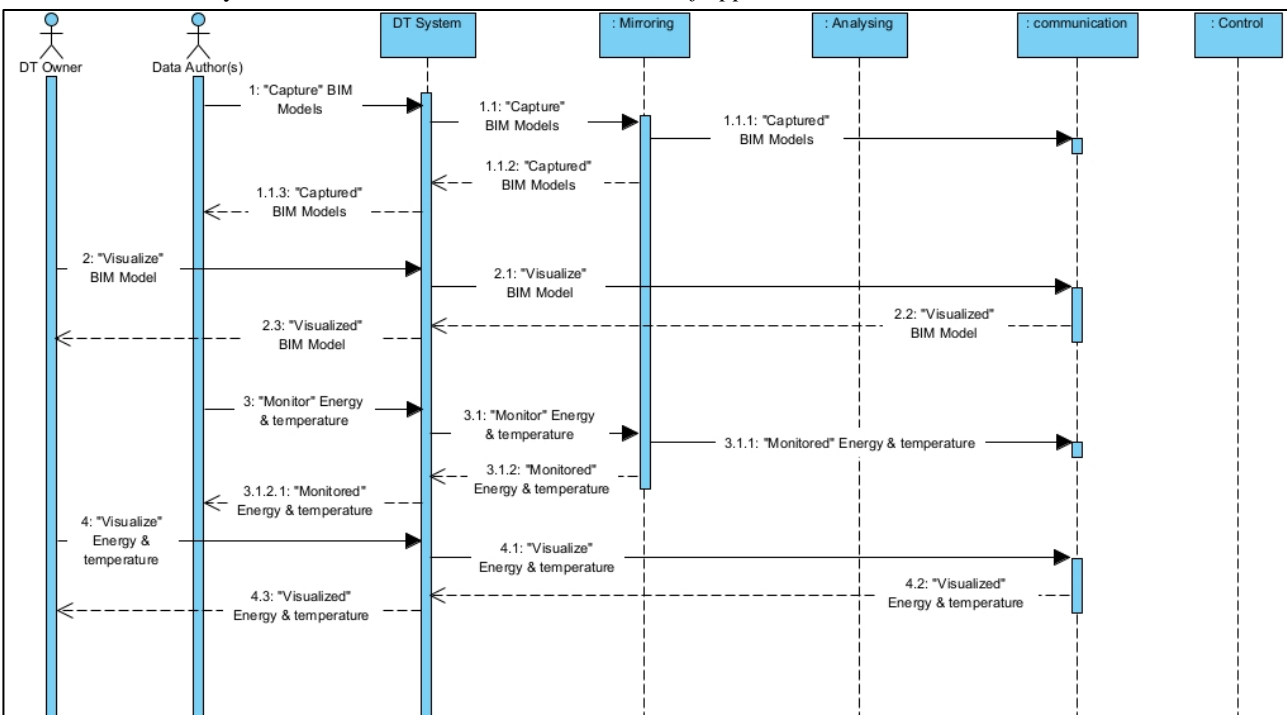 DT Owner
Data Author(s)
DT System
: Mirroring
: Analysing
: communication
: Control
1: "Capture" BIM
Models
1.1: "Capture"
BIM Models
1.1.1: "Captured"
BIM Models
1.1.2: "Captured"
BIM Models
1.1.3: "Captured"
BIM Models
2: "Visualize"
BIM Model
2.1: "Visualize"
BIM Model
2.2: "Visualized"
BIM Model
2.3: "Visualized"
BIM Model
3: "Monitor" Energy
& temperature
3.1: "Monitor" Energy
& temperature
3.1.1: "Monitored" Energy & temperature
3.1.2: "Monitored"
Energy & temperature
3.1.2.1: "Monitored"
Energy & temperature
4: "Visualize"
Energy &
temperature
4.1: "Visualize"
Energy & temperature
4.2: "Visualized"
Energy & temperature
4.3: "Visualized"
Energy & temperature